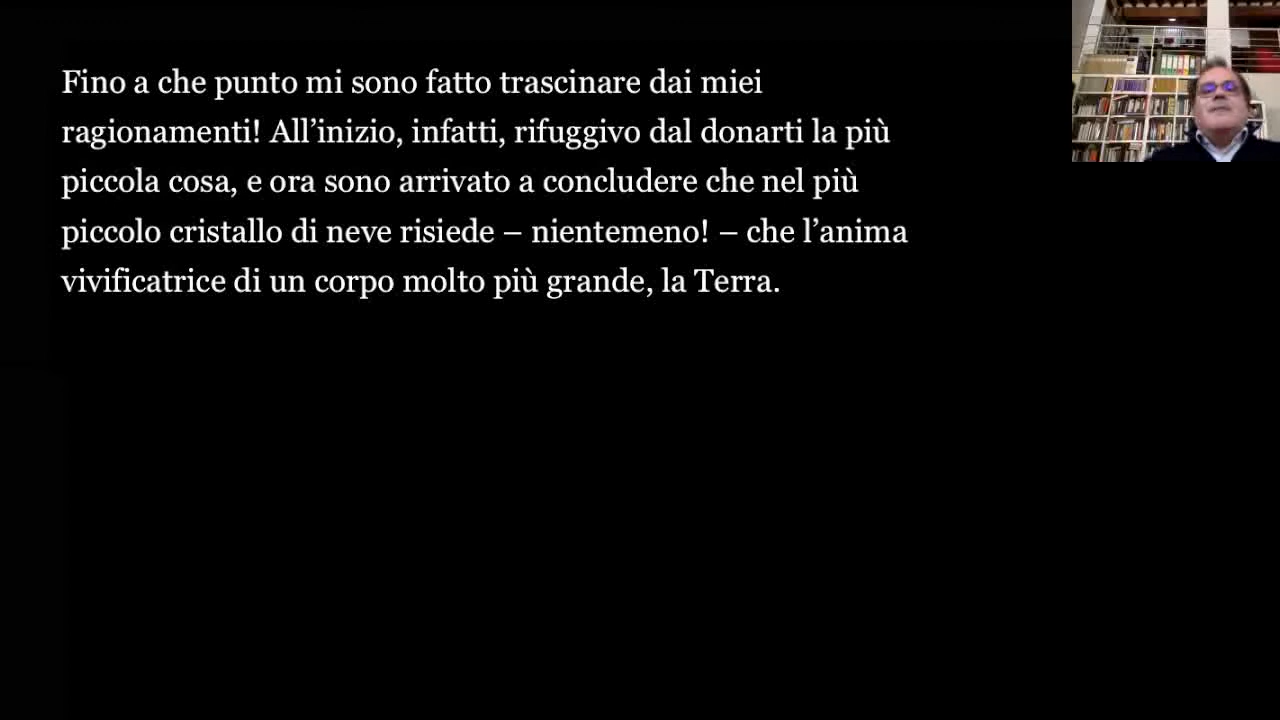 Fino a che punto mi sono fatto trascinare dai miei
ragionamenti! All’inizio, infatti, rifuggivo dal donarti la più
piccola cosa, e ora sono arrivato a concludere che nel più
piccolo cristallo di neve risiede – nientemeno! – che l’anima
vivificatrice di un corpo molto più grande, la Terra.